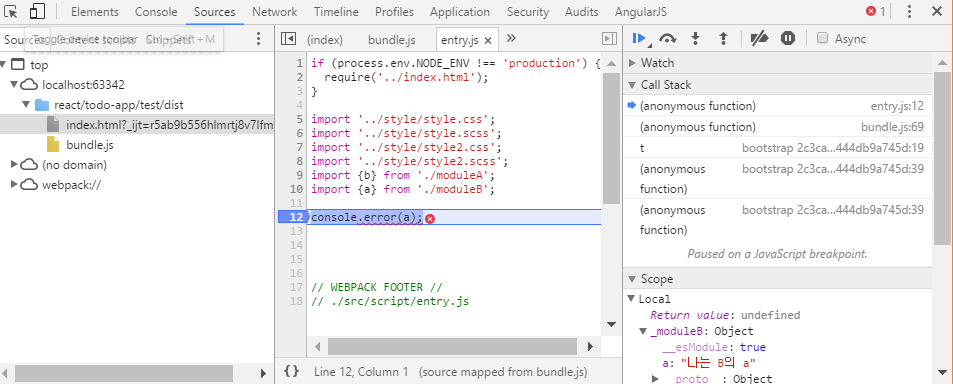 Elements Console Sources Network Timeline Profiles Application Security Audits AngularJS 1
Sources Content scripts Snippets
Toggle device toolbar Ctrl+Shift+M
top
localhost:63342
react/todo-app/test/dist
index.html?_ijt=r5ab9b556hlmrtj8v7lfm
bundle.js
(no domain)
webpack://
(index) bundle.js entry.js
1 if (process.env.NODE_ENV !== 'production') {
2 require('../index.html');
3 }
4
5 import '../style/style.css';
6 import '../style/style.scss';
7 import '../style/style2.css';
8 import '../style/style2.scss';
9 import {b} from './moduleA';
10 import {a} from './moduleB';
11
12 console.error(a);
13
14
15
16
17 // WEBPACK FOOTER //
18 // ./src/script/entry.js
{} Line 12, Column 1 (source mapped from bundle.js)
Async
Watch
Call Stack
(anonymous function) entry.js:12
(anonymous function) bundle.js:69
t bootstrap 2c3ca...444db9a745d:19
(anonymous function) bootstrap 2c3ca...444db9a745d:39
(anonymous function) bootstrap 2c3ca...444db9a745d:39
Paused on a JavaScript breakpoint.
Scope
Local
Return value: undefined
_moduleB: Object
__esModule: true
a: "나는 B의 a"
__proto__: Object